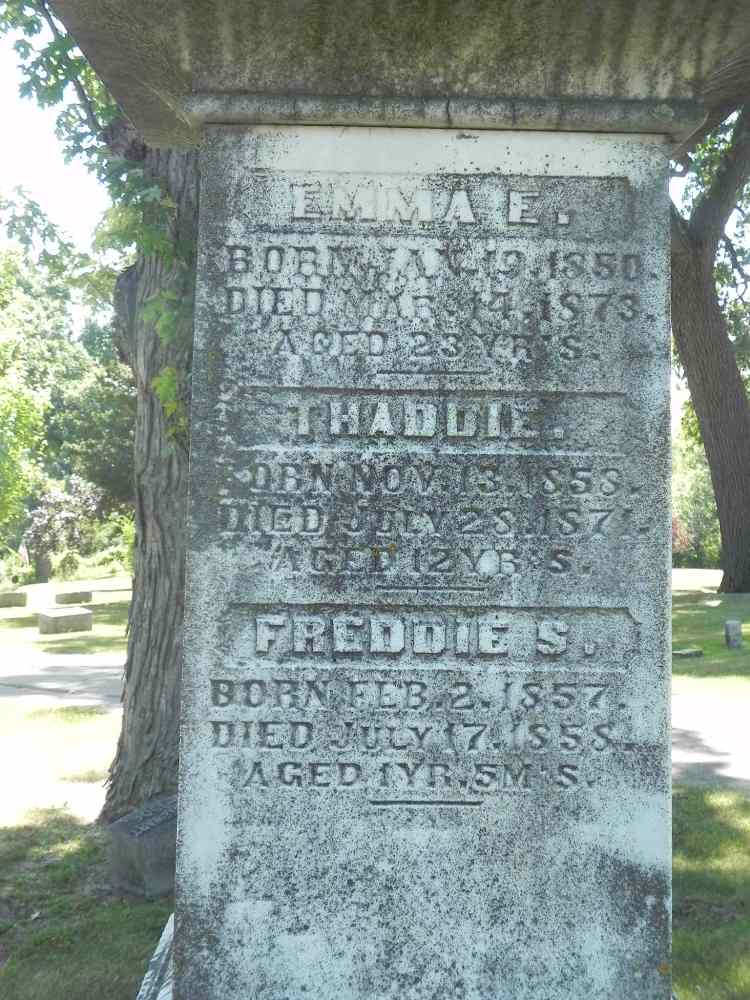 EMMA E.
BORN JAN. 19. 1850.
DIED MAR. 14. 1873.
AGED 23 YR'S.
THADDIE.
BORN NOV. 13. 1858.
DIED JULY 28. 1871.
AGED 12 YR'S.
FREDDIE S.
BORN FEB. 2. 1857.
DIED JULY 17. 1858.
AGED 1 YR. 5 M'S.